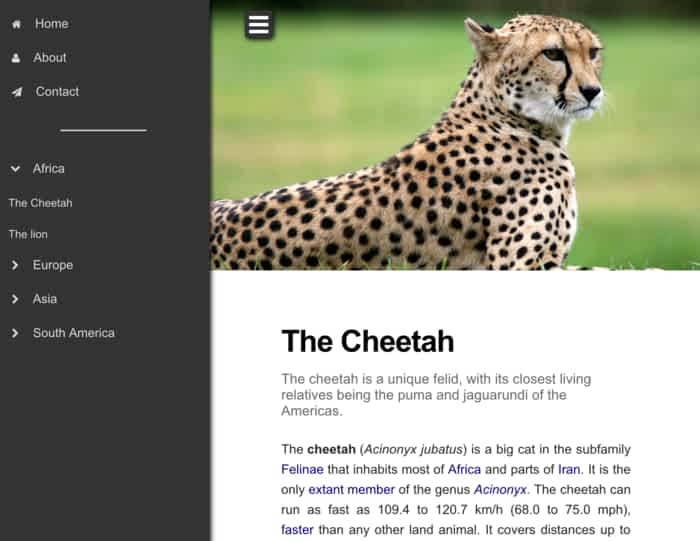 Home
About
Contact
Africa
The Cheetah
The lion
Europe
Asia
South America
The Cheetah
The cheetah is a unique felid, with its closest living
relatives being the puma and jaguarundi of the
Americas.
The cheetah (Acinonyx jubatus) is a big cat in the subfamily
Felinae that inhabits most of Africa and parts of Iran. It is the
only extant member of the genus Acinonyx. The cheetah can
run as fast as 109.4 to 120.7 km/h (68.0 to 75.0 mph),
faster than any other land animal. It covers distances up to